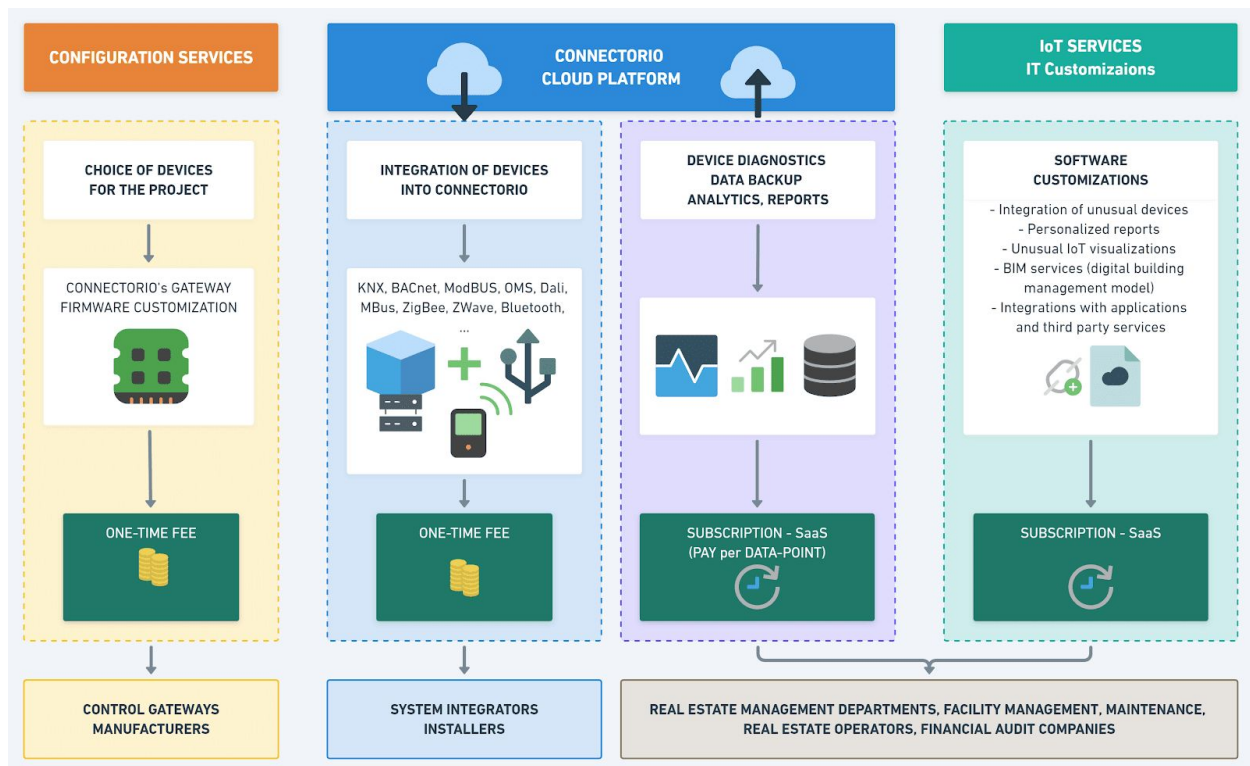 CONFIGURATION SERVICES
CONNECTORIO
CLOUD PLATFORM
IoT SERVICES
IT Customizaions
CHOICE OF DEVICES
FOR THE PROJECT
CONNECTORIO's GATEWAY
FIRMWARE CUSTOMIZATION
ONE-TIME FEE
CONTROL GATEWAYS
MANUFACTURERS
INTEGRATION OF DEVICES
INTO CONNECTORIO
KNX, BACnet, ModBUS, OMS, Dali,
MBus, ZigBee, ZWave, Bluetooth,
...
ONE-TIME FEE
SYSTEM INTEGRATORS
INSTALLERS
DEVICE DIAGNOSTICS
DATA BACKUP
ANALYTICS, REPORTS
SUBSCRIPTION - SaaS
(PAY per DATA-POINT)
SOFTWARE
CUSTOMIZATIONS
- Integration of unusual devices
- Personalized reports
- Unusual IoT visualizations
- BIM services (digital building
management model)
- Integrations with applications
and third party services
SUBSCRIPTION - SaaS
REAL ESTATE MANAGEMENT DEPARTMENTS, FACILITY MANAGEMENT, MAINTENANCE,
REAL ESTATE OPERATORS, FINANCIAL AUDIT COMPANIES